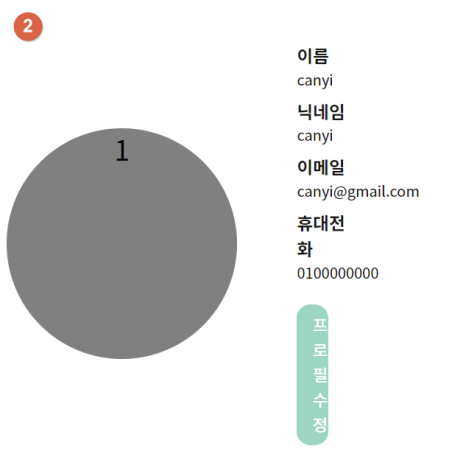 2
1
이름
canyi
닉네임
canyi
이메일
canyi@gmail.com
휴대전
화
0100000000
프
로
필
수
정